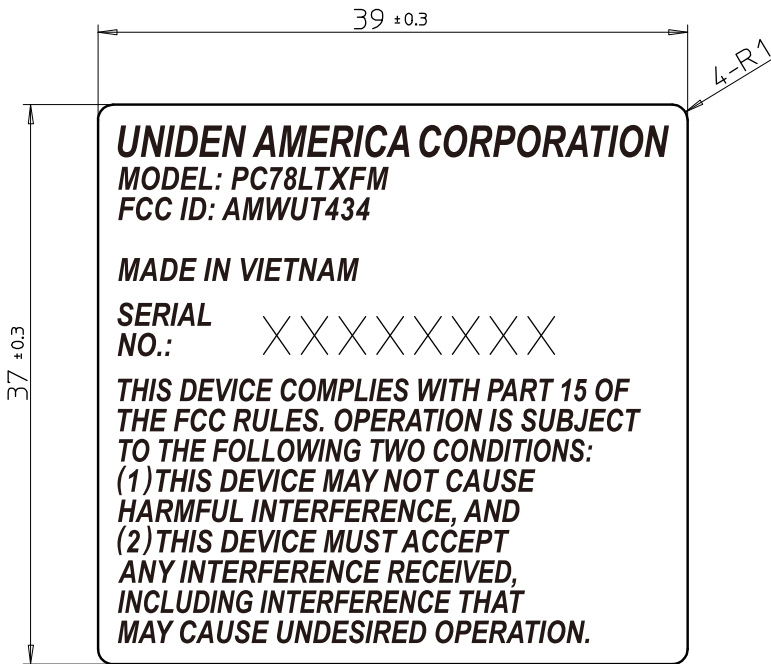 39 ±0.3
4-R1
37 ±0.3
UNIDEN AMERICA CORPORATION
MODEL: PC78LTXFM
FCC ID: AMWUT434
MADE IN VIETNAM
SERIAL
NO.: XXXXXXXX
THIS DEVICE COMPLIES WITH PART 15 OF
THE FCC RULES. OPERATION IS SUBJECT
TO THE FOLLOWING TWO CONDITIONS:
(1)THIS DEVICE MAY NOT CAUSE
HARMFUL INTERFERENCE, AND
(2)THIS DEVICE MUST ACCEPT
ANY INTERFERENCE RECEIVED,
INCLUDING INTERFERENCE THAT
MAY CAUSE UNDESIRED OPERATION.